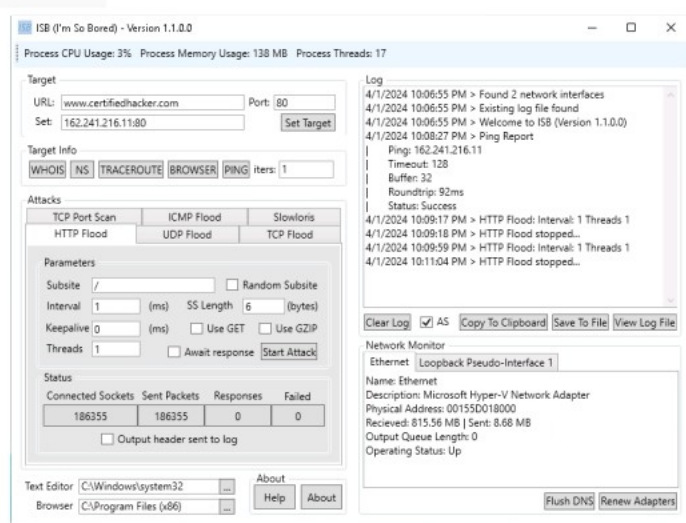 ISB (I'm So Bored) - Version 1.1.0.0
Process CPU Usage: 3% Process Memory Usage: 138 MB Process Threads: 17
Target
URL: www.certifiedhacker.com Port: 80
Set: 162.241.216.11:80 Set Target
Target Info
WHOIS NS TRACEROUTE BROWSER PING iters: 1
Attacks
TCP Port Scan ICMP Flood Slowloris
HTTP Flood UDP Flood TCP Flood
Parameters
Subsite / Random Subsite
Interval 1 (ms) SS Length 6 (bytes)
Keepalive 0 (ms) Use GET Use GZIP
Threads 1 Await response Start Attack
Status
Connected Sockets Sent Packets Responses Failed
186355 186355 0 0
Output header sent to log
Text Editor C:\Windows\system32 ...
Browser C:\Program Files (x86) ...
About
Help About
Log
4/1/2024 10:06:55 PM > Found 2 network interfaces
4/1/2024 10:06:55 PM > Existing log file found
4/1/2024 10:06:55 PM > Welcome to ISB (Version 1.1.0.0)
4/1/2024 10:08:27 PM > Ping Report
| Ping: 162.241.216.11
| Timeout: 128
| Buffer: 32
| Roundtrip: 92ms
| Status: Success
4/1/2024 10:09:17 PM > HTTP Flood: Interval: 1 Threads 1
4/1/2024 10:09:18 PM > HTTP Flood stopped...
4/1/2024 10:09:59 PM > HTTP Flood: Interval: 1 Threads 1
4/1/2024 10:11:04 PM > HTTP Flood stopped...
Clear Log AS Copy To Clipboard Save To File View Log File
Network Monitor
Ethernet Loopback Pseudo-Interface 1
Name: Ethernet
Description: Microsoft Hyper-V Network Adapter
Physical Address: 00155D018000
Recieved: 815.56 MB | Sent: 8.68 MB
Output Queue Length: 0
Operating Status: Up
Flush DNS Renew Adapters